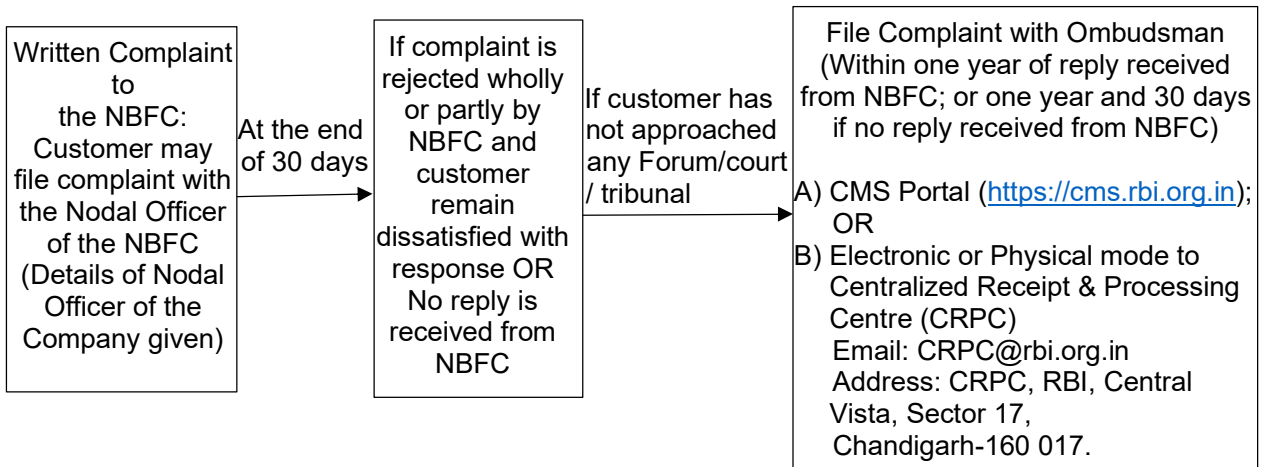 Written Complaint
to
the NBFC:
Customer may
file complaint with
the Nodal Officer
of the NBFC
(Details of Nodal
Officer of the
Company given)
At the end
of 30 days
If complaint is
rejected wholly
or partly by
NBFC and
customer
remain
dissatisfied with
response OR
No reply is
received from
NBFC
If customer has
not approached
any Forum/court
/ tribunal
File Complaint with Ombudsman
(Within one year of reply received
from NBFC; or one year and 30 days
if no reply received from NBFC)
A) CMS Portal (https://cms.rbi.org.in);
OR
B) Electronic or Physical mode to
Centralized Receipt & Processing
Centre (CRPC)
Email: CRPC@rbi.org.in
Address: CRPC, RBI, Central
Vista, Sector 17,
Chandigarh-160 017.